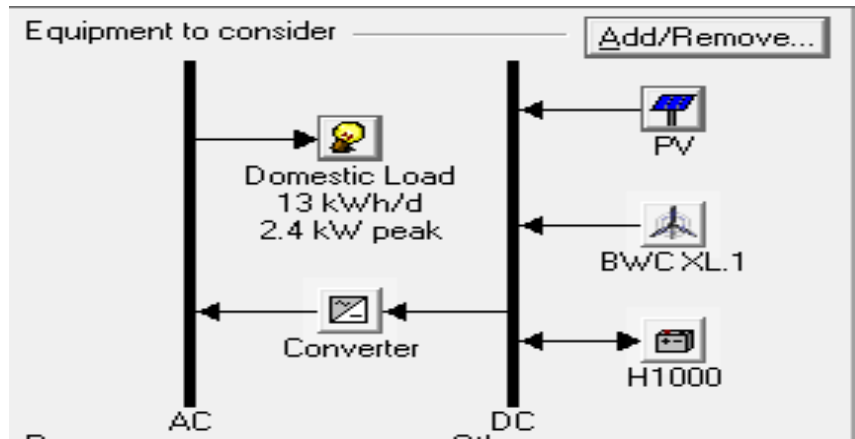 Equipment to consider
Add/Remove...
PV
Domestic Load
13 kWh/d
2.4 kW peak
BWC XL.1
Converter
H1000
AC
DC